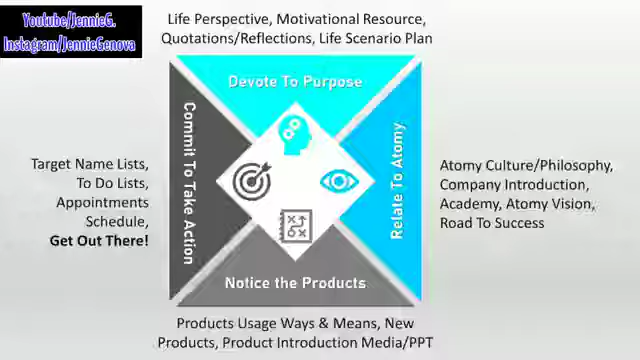 Youtube/JennieG.
Instagram/JennieGenova
Life Perspective, Motivational Resource,
Quotations/Reflections, Life Scenario Plan
Devote To Purpose
Commit To Take Action
Relate To Atomy
Target Name Lists,
To Do Lists,
Appointments
Schedule,
Get Out There!
Atomy Culture/Philosophy,
Company Introduction,
Academy, Atomy Vision,
Road To Success
Notice the Products
Products Usage Ways & Means, New
Products, Product Introduction Media/PPT